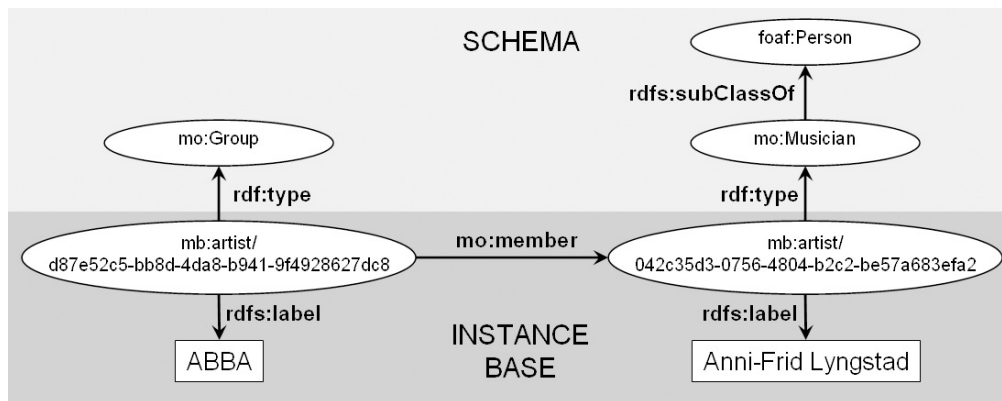 SCHEMA
foaf:Person
rdfs:subClassOf
mo:Group
mo:Musician
rdf:type
rdf:type
mb:artist/
d87e52c5-bb8d-4da8-b941-9f4928627dc8
mo:member
mb:artist/
042c35d3-0756-4804-b2c2-be57a683efa2
rdfs:label
rdfs:label
INSTANCE
BASE
ABBA
Anni-Frid Lyngstad